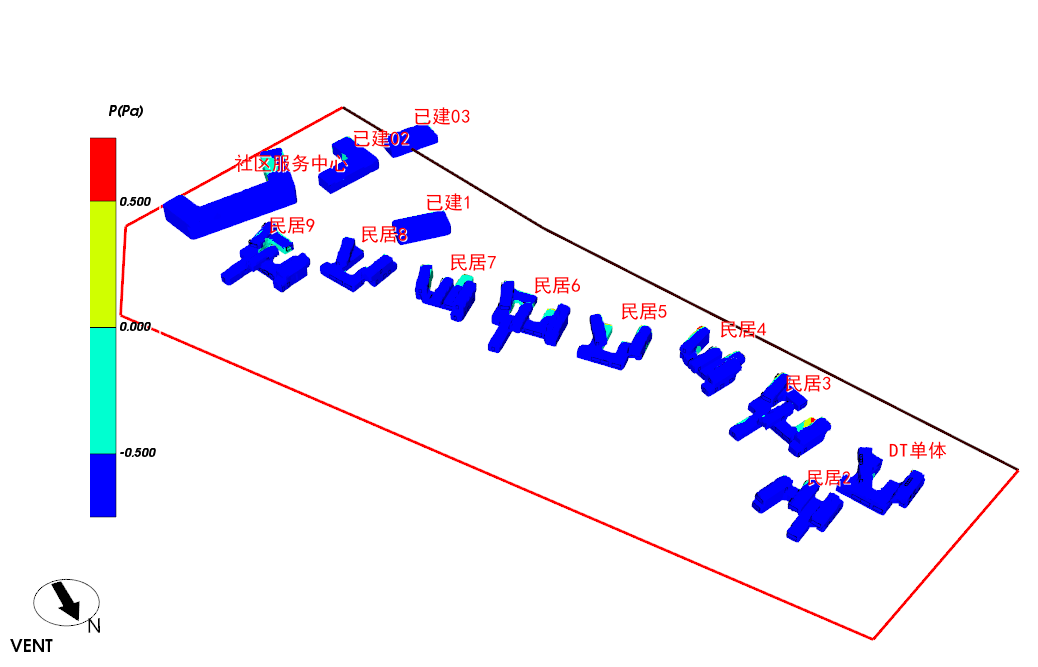 P(Pa)
0.500
0.000
-0.500
已建03
已建02
社区服务中心
已建1
民居9
民居8
民居7
民居6
民居5
民居4
民居3
DT单体
民居2
N
VENT